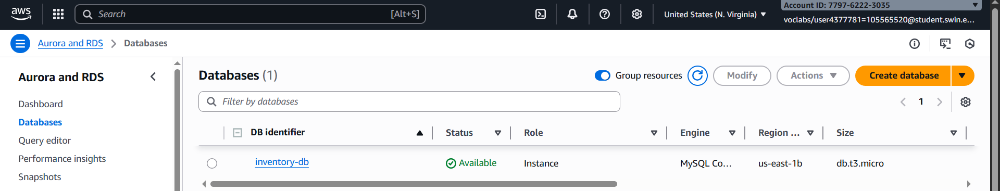 aws
Search [Alt+S]
United States (N. Virginia)
Account ID: 7797-6222-3035
voclabs/user4377781=105565520@student.swin.e...
Aurora and RDS > Databases
Aurora and RDS
Dashboard
Databases
Query editor
Performance insights
Snapshots
Databases (1)
Group resources
Modify
Actions
Create database
Filter by databases
1
DB identifier Status Role Engine Region ... Size
inventory-db Available Instance MySQL Co... us-east-1b db.t3.micro